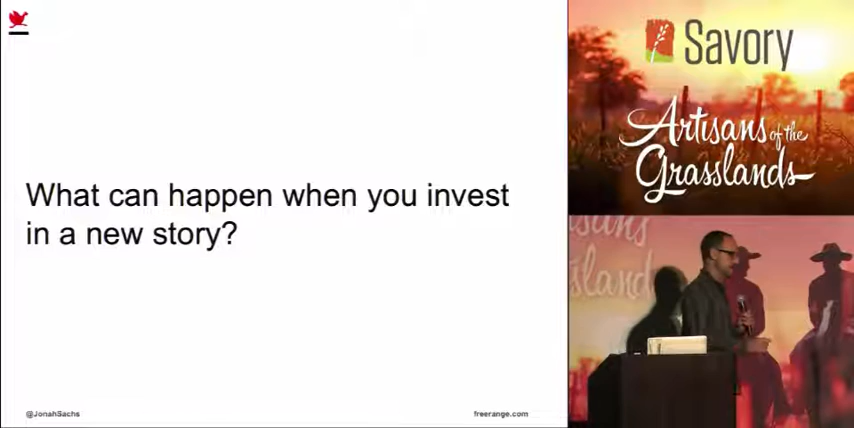 What can happen when you invest
in a new story?
@JonahSachs
freerange.com
Savory
Artisans of the
Grasslands